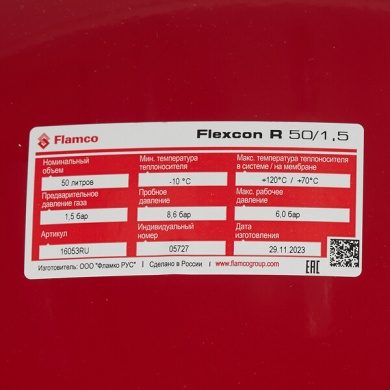 Flamco Flexcon R 50/1,5
Номинальный объем
Мин. температура теплоносителя
Макс. температура теплоносителя в системе / на мембране
50 литров
-10 °C
+120°C / +70°C
Предварительное давление газа
Пробное давление
Макс. рабочее давление
1,5 бар
8,6 бар
6,0 бар
Артикул
Индивидуальный номер
Дата изготовления
16053RU
05727
29.11.2023
Изготовитель: ООО "Фламко РУС" | Сделано в России | www.flamcogroup.com EAC